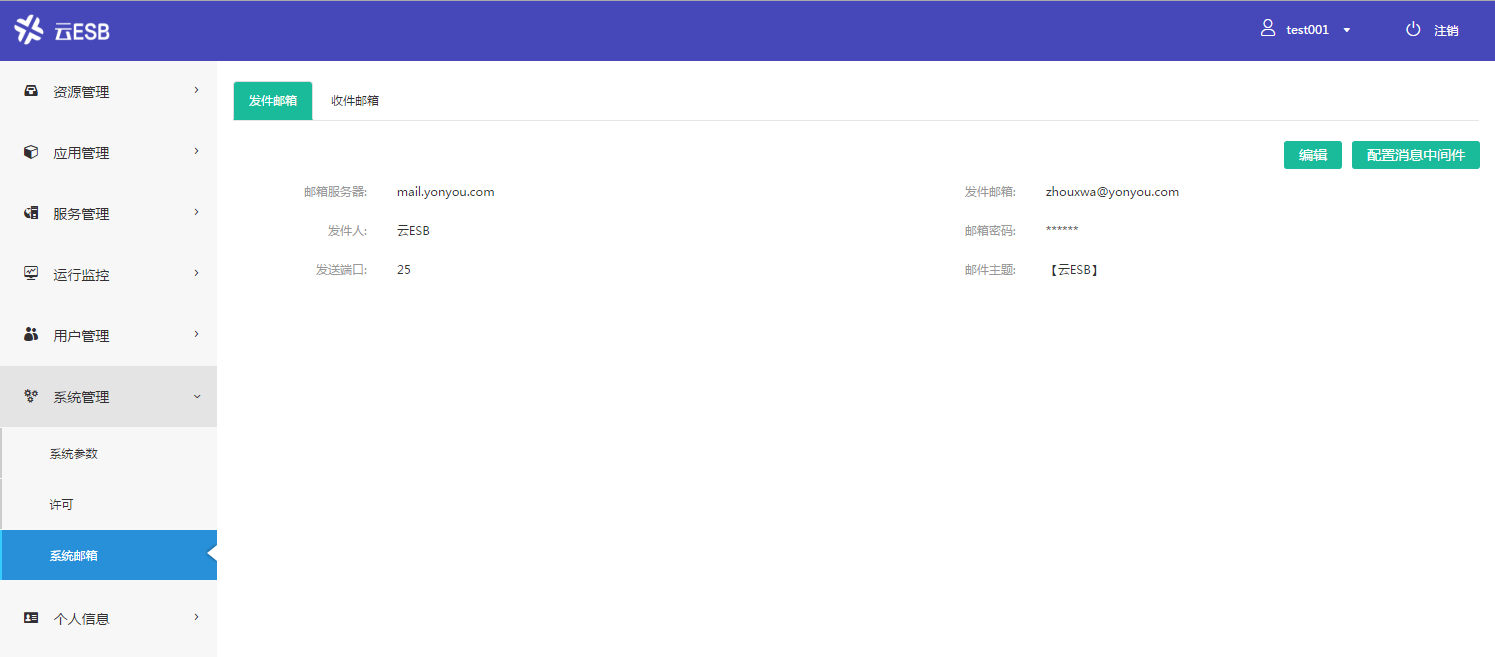 云ESB
test001
注销
资源管理
应用管理
服务管理
运行监控
用户管理
系统管理
系统参数
许可
系统邮箱
个人信息
发件邮箱 收件邮箱
编辑 配置消息中间件
邮箱服务器: mail.yonyou.com 发件邮箱: zhouxwa@yonyou.com
发件人: 云ESB 邮箱密码: ******
发送端口: 25 邮件主题: 【云ESB】